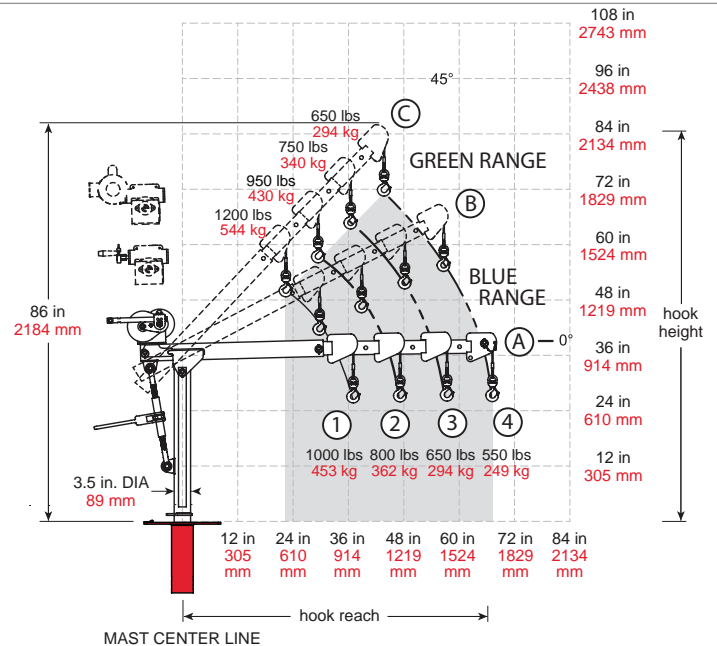 108 in
2743 mm
96 in
2438 mm
84 in
2134 mm
72 in
1829 mm
60 in
1524 mm
48 in
1219 mm
36 in
914 mm
24 in
610 mm
12 in
305 mm
hook
height
45°
C
650 lbs
294 kg
750 lbs
340 kg
950 lbs
430 kg
1200 lbs
544 kg
GREEN RANGE
B
BLUE
RANGE
86 in
2184 mm
A
0°
1
2
3
4
1000 lbs
453 kg
800 lbs
362 kg
650 lbs
294 kg
550 lbs
249 kg
3.5 in. DIA
89 mm
12 in
305
mm
24 in
610
mm
36 in
914
mm
48 in
1219
mm
60 in
1524
mm
72 in
1829
mm
84 in
2134
mm
hook reach
MAST CENTER LINE